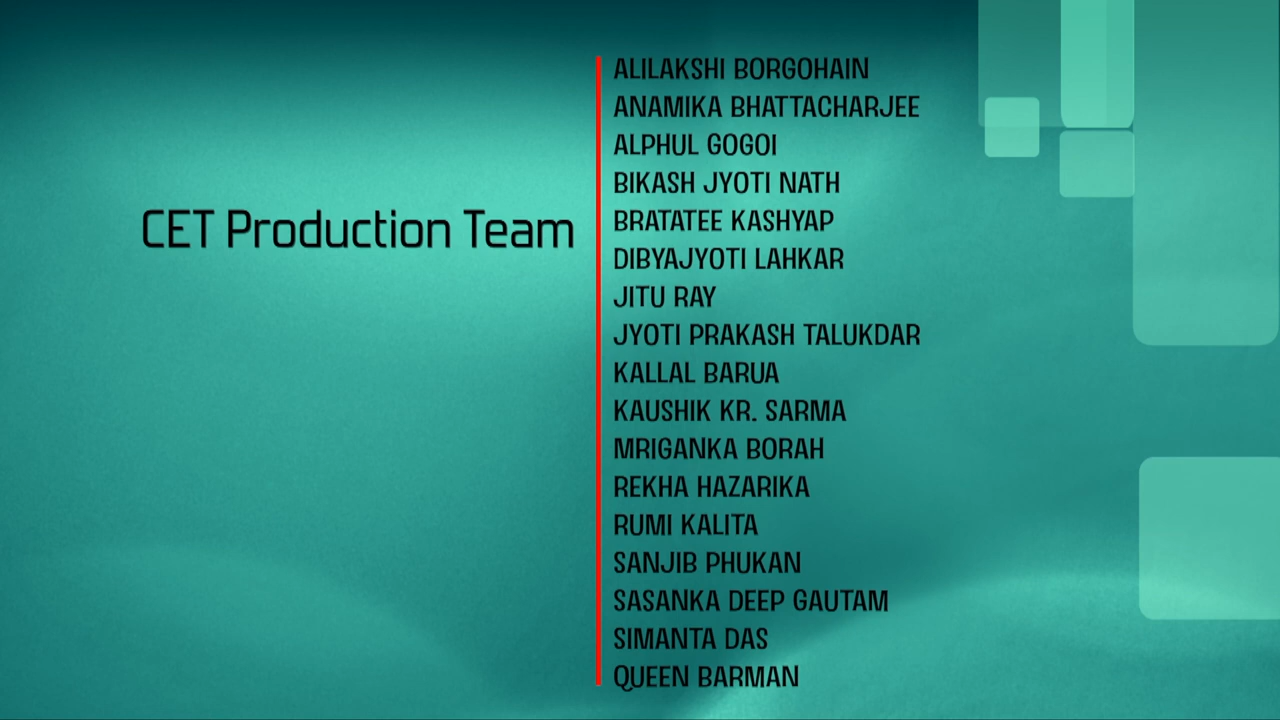 CET Production Team
ALILAKSHI BORGOHAIN
ANAMIKA BHATTACHARJEE
ALPHUL GOGOI
BIKASH JYOTI NATH
BRATATEE KASHYAP
DIBYAJYOTI LAHKAR
JITU RAY
JYOTI PRAKASH TALUKDAR
KALLAL BARUA
KAUSHIK KR. SARMA
MRIGANKA BORAH
REKHA HAZARIKA
RUMI KALITA
SANJIB PHUKAN
SASANKA DEEP GAUTAM
SIMANTA DAS
QUEEN BARMAN